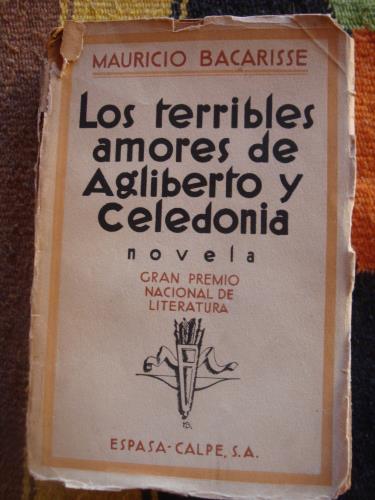 MAURICIO BACARISSE
Los terribles
amores de
Agliberto y
Celedonia
novela
GRAN PREMIO
NACIONAL DE
LITERATURA
ESPASA-CALPE, S.A.